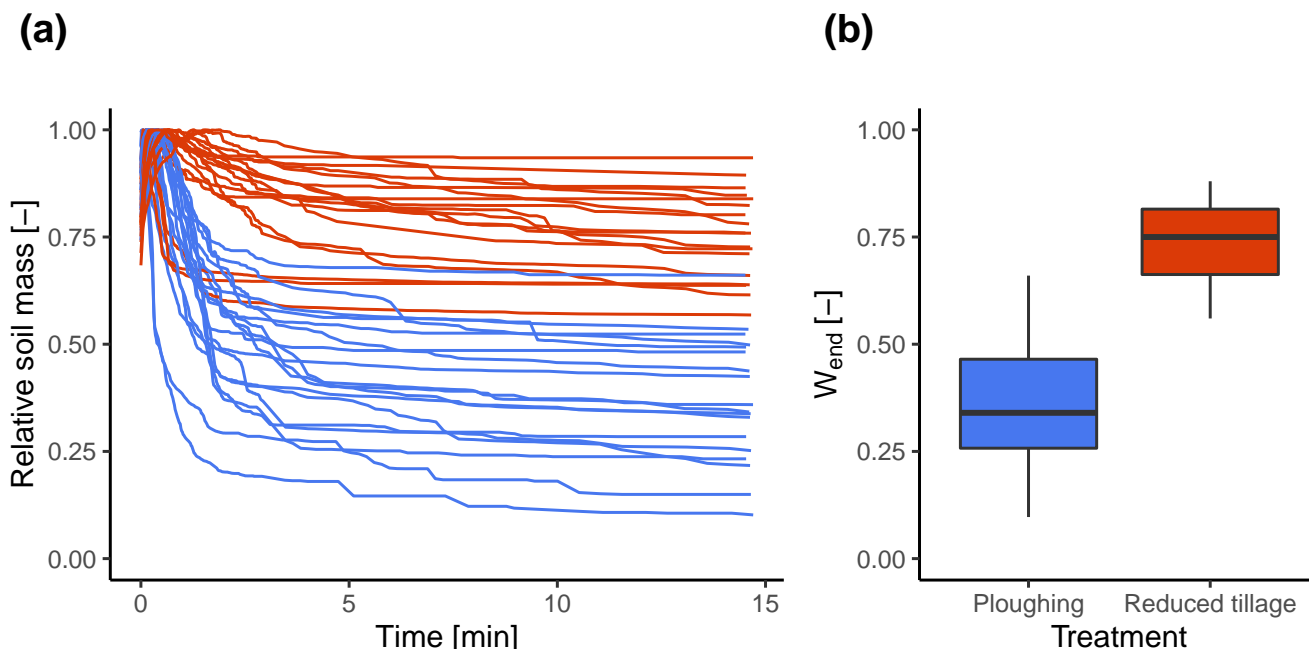 (a)
Relative soil mass [−]
1.00
0.75
0.50
0.25
0.00
0 5 10 15
Time [min]
(b)
W_end [−]
1.00
0.75
0.50
0.25
0.00
Ploughing Reduced tillage
Treatment